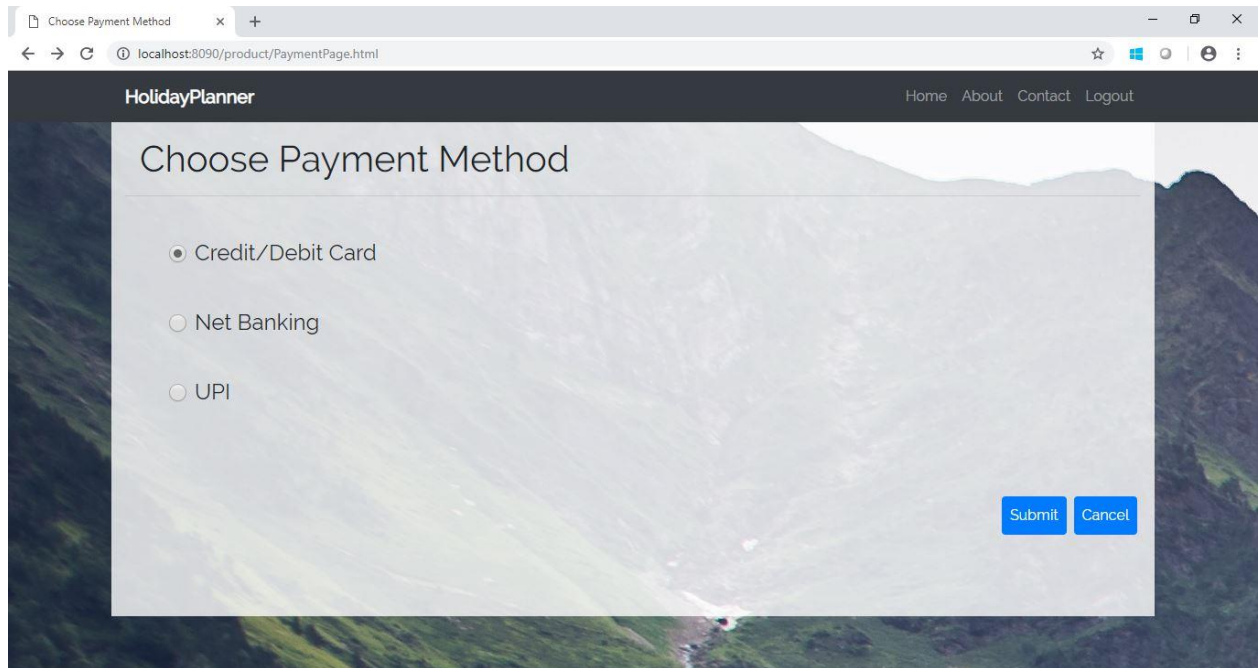 Choose Payment Method
localhost:8090/product/PaymentPage.html
HolidayPlanner Home About Contact Logout
Choose Payment Method
Credit/Debit Card
Net Banking
UPI
Submit Cancel